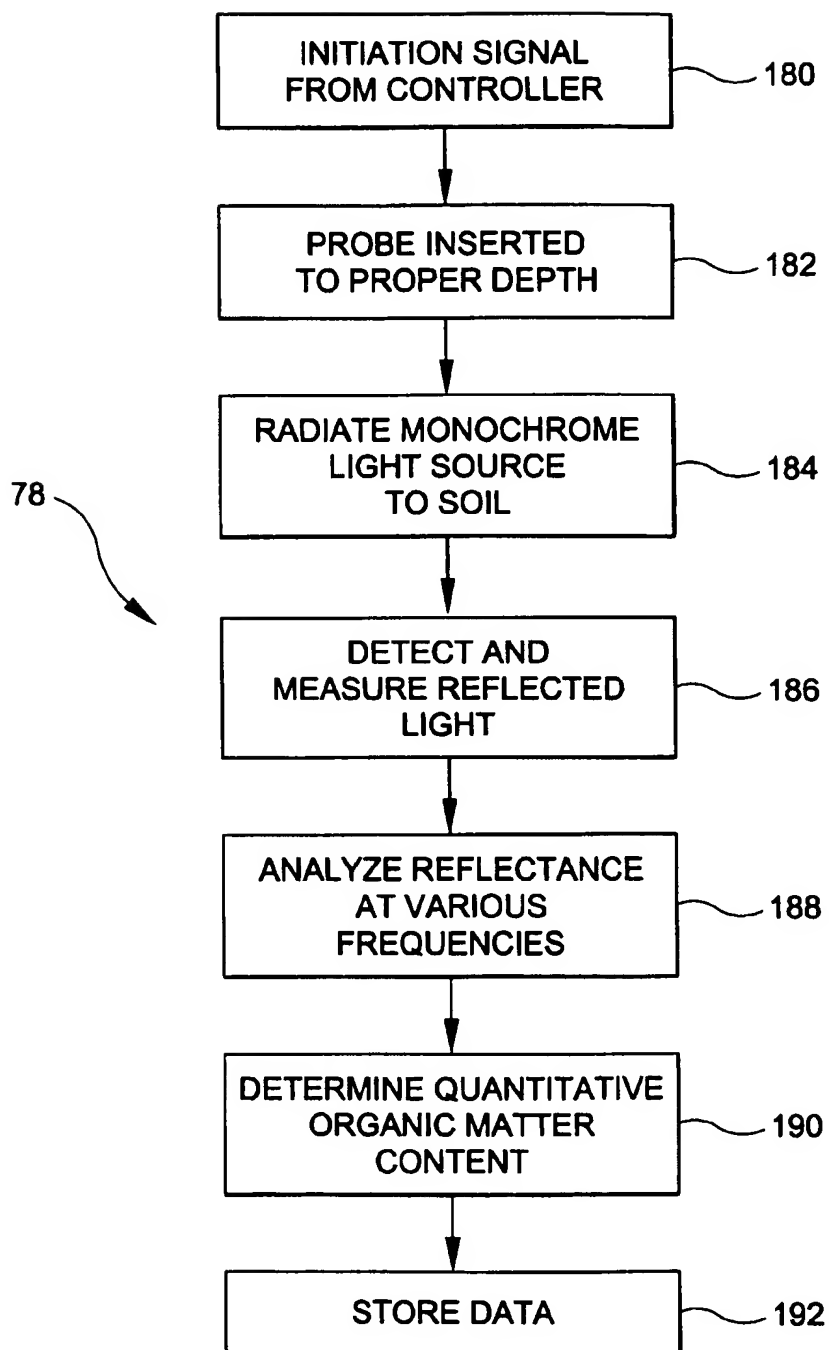 INITIATION SIGNAL
FROM CONTROLLER
180
PROBE INSERTED
TO PROPER DEPTH
182
RADIATE MONOCHROME
LIGHT SOURCE
TO SOIL
184
78
DETECT AND
MEASURE REFLECTED
LIGHT
186
ANALYZE REFLECTANCE
AT VARIOUS
FREQUENCIES
188
DETERMINE QUANTITATIVE
ORGANIC MATTER
CONTENT
190
STORE DATA
192